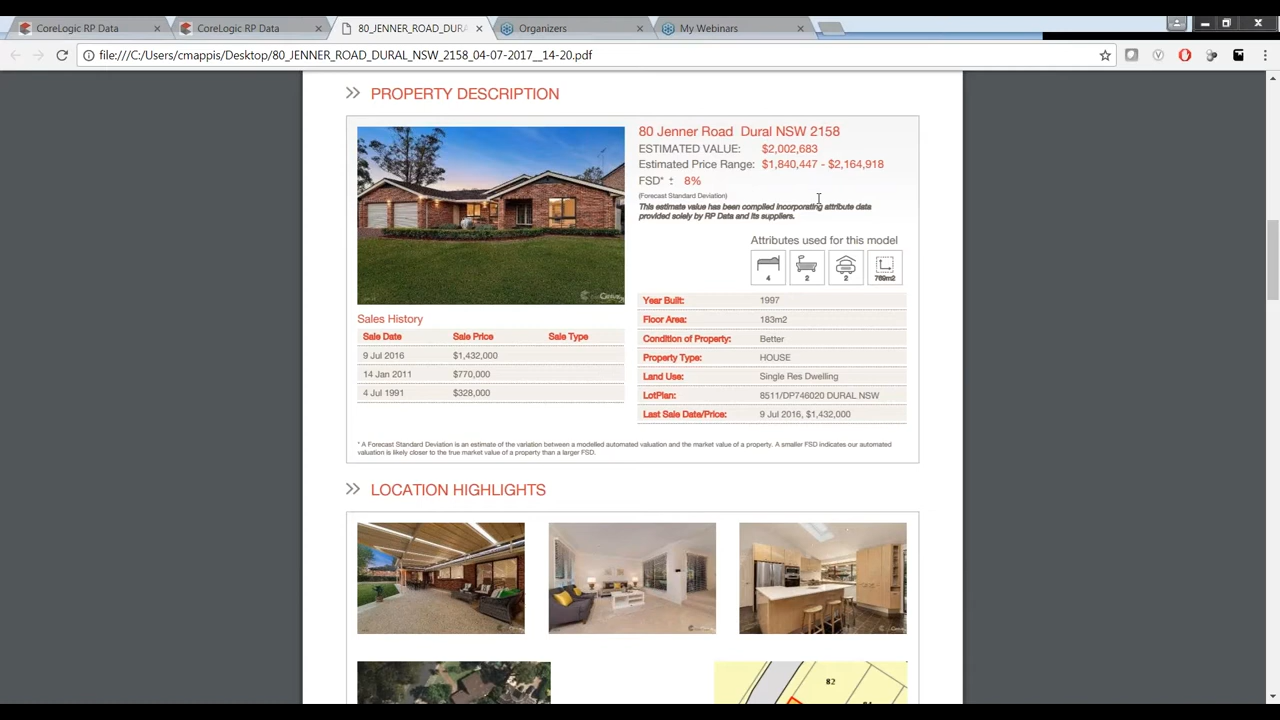 CoreLogic RP Data
CoreLogic RP Data
80_JENNER_ROAD_DURA
Organizers
My Webinars
file:///C:/Users/cmappis/Desktop/80_JENNER_ROAD_DURAL_NSW_2158_04-07-2017__14-20.pdf
PROPERTY DESCRIPTION
80 Jenner Road Dural NSW 2158
ESTIMATED VALUE: $2,002,683
Estimated Price Range: $1,840,447 - $2,164,918
FSD* ± 8%
(Forecast Standard Deviation)
This estimate value has been compiled incorporating attribute data
provided solely by RP Data and its suppliers.
Attributes used for this model
4 2 2 769m2
Year Built: 1997
Floor Area: 183m2
Condition of Property: Better
Property Type: HOUSE
Land Use: Single Res Dwelling
LotPlan: 8511/DP746020 DURAL NSW
Last Sale Date/Price: 9 Jul 2016, $1,432,000
Sales History
Sale Date Sale Price Sale Type
9 Jul 2016 $1,432,000
14 Jan 2011 $770,000
4 Jul 1991 $328,000
* A Forecast Standard Deviation is an estimate of the variation between a modelled automated valuation and the market value of a property. A smaller FSD indicates our automated
valuation is likely closer to the true market value of a property than a larger FSD.
LOCATION HIGHLIGHTS
82